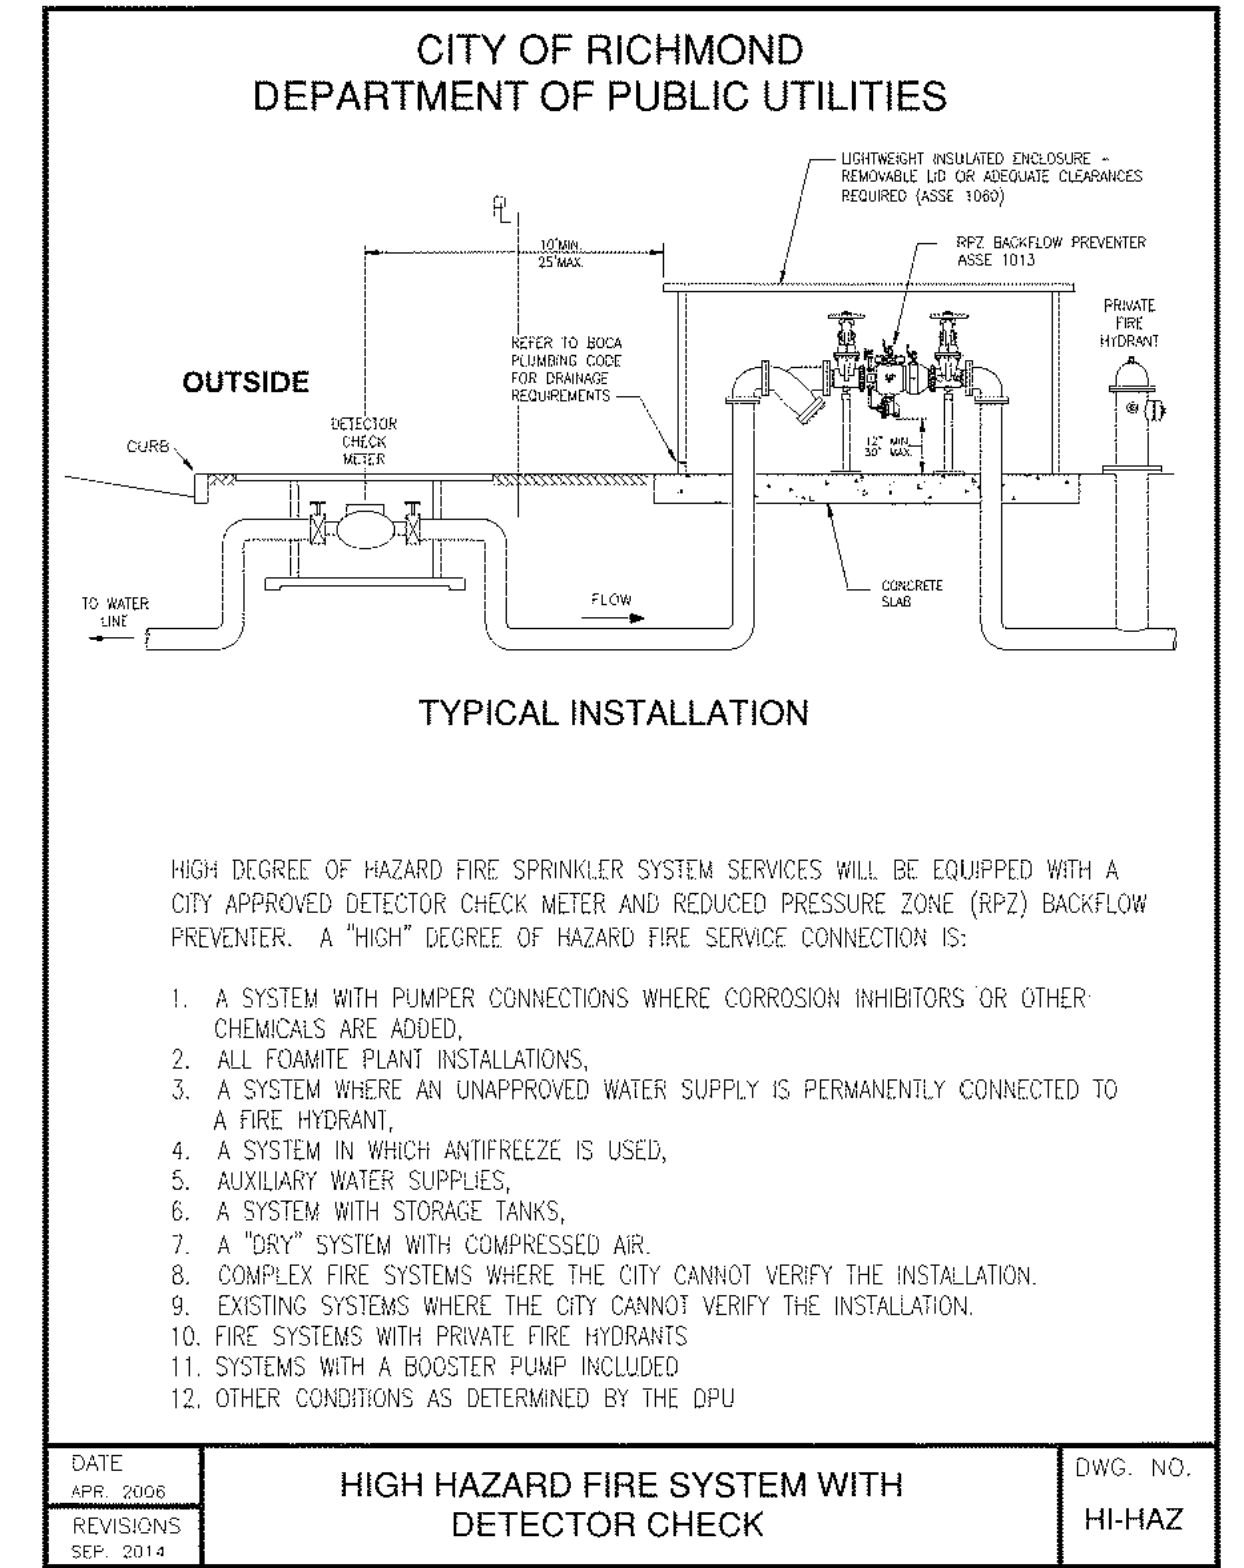 CITY OF RICHMOND
DEPARTMENT OF PUBLIC UTILITIES
LIGHTWEIGHT INSULATED ENCLOSURE -
REMOVABLE LID OR ADEQUATE CLEARANCES
REQUIRED (ASSE 1060)
PL
10'MIN.
25'MAX.
RPZ BACKFLOW PREVENTER
ASSE 1013
PRIVATE
FIRE
HYDRANT
REFER TO BOCA
PLUMBING CODE
FOR DRAINAGE
REQUIREMENTS
OUTSIDE
DETECTOR
CHECK
METER
CURB
12" MIN.
30" MAX.
TO WATER
LINE
FLOW
CONCRETE
SLAB
TYPICAL INSTALLATION
HIGH DEGREE OF HAZARD FIRE SPRINKLER SYSTEM SERVICES WILL BE EQUIPPED WITH A
CITY APPROVED DETECTOR CHECK METER AND REDUCED PRESSURE ZONE (RPZ) BACKFLOW
PREVENTER. A "HIGH" DEGREE OF HAZARD FIRE SERVICE CONNECTION IS:
1. A SYSTEM WITH PUMPER CONNECTIONS WHERE CORROSION INHIBITORS OR OTHER
CHEMICALS ARE ADDED,
2. ALL FOAMITE PLANT INSTALLATIONS,
3. A SYSTEM WHERE AN UNAPPROVED WATER SUPPLY IS PERMANENTLY CONNECTED TO
A FIRE HYDRANT,
4. A SYSTEM IN WHICH ANTIFREEZE IS USED,
5. AUXILIARY WATER SUPPLIES,
6. A SYSTEM WITH STORAGE TANKS,
7. A "DRY" SYSTEM WITH COMPRESSED AIR.
8. COMPLEX FIRE SYSTEMS WHERE THE CITY CANNOT VERIFY THE INSTALLATION.
9. EXISTING SYSTEMS WHERE THE CITY CANNOT VERIFY THE INSTALLATION.
10. FIRE SYSTEMS WITH PRIVATE FIRE HYDRANTS
11. SYSTEMS WITH A BOOSTER PUMP INCLUDED
12. OTHER CONDITIONS AS DETERMINED BY THE DPU
DATE
APR. 2006
REVISIONS
SEP. 2014
HIGH HAZARD FIRE SYSTEM WITH
DETECTOR CHECK
DWG. NO.
HI-HAZ